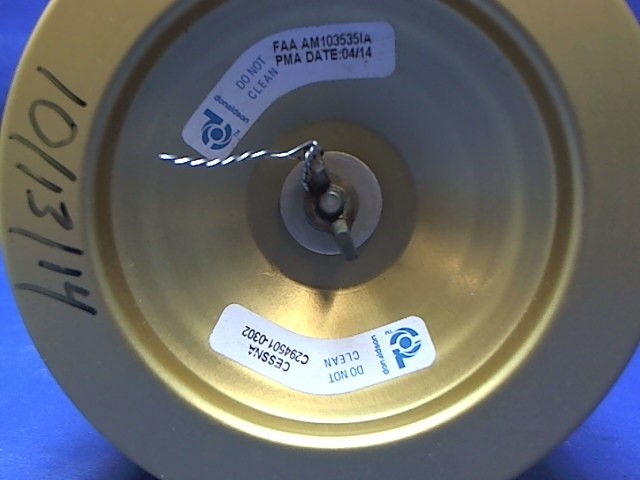 FAA AM103535IA
PMA DATE:04/14
DO NOT
CLEAN
donaldson
10/13/14
CESSNA
C294501-0302
DO NOT
CLEAN
donaldson
TM